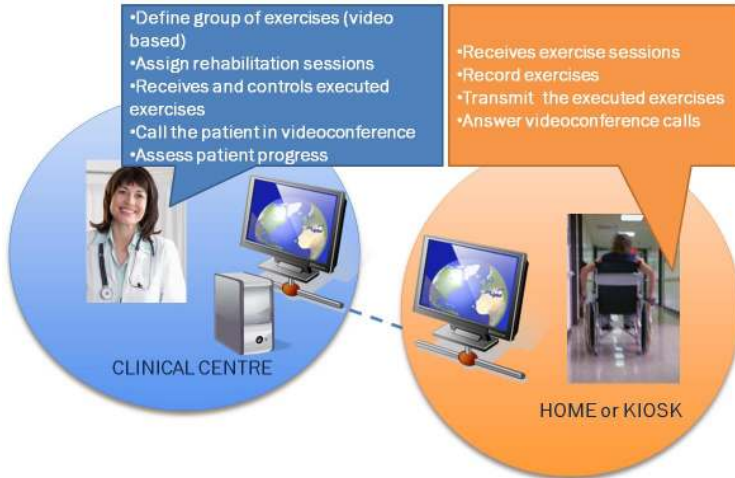 •Define group of exercises (video
based)
•Assign rehabilitation sessions
•Receives and controls executed
exercises
•Call the patient in videoconference
•Assess patient progress
•Receives exercise sessions
•Record exercises
•Transmit the executed exercises
•Answer videoconference calls
CLINICAL CENTRE
HOME or KIOSK